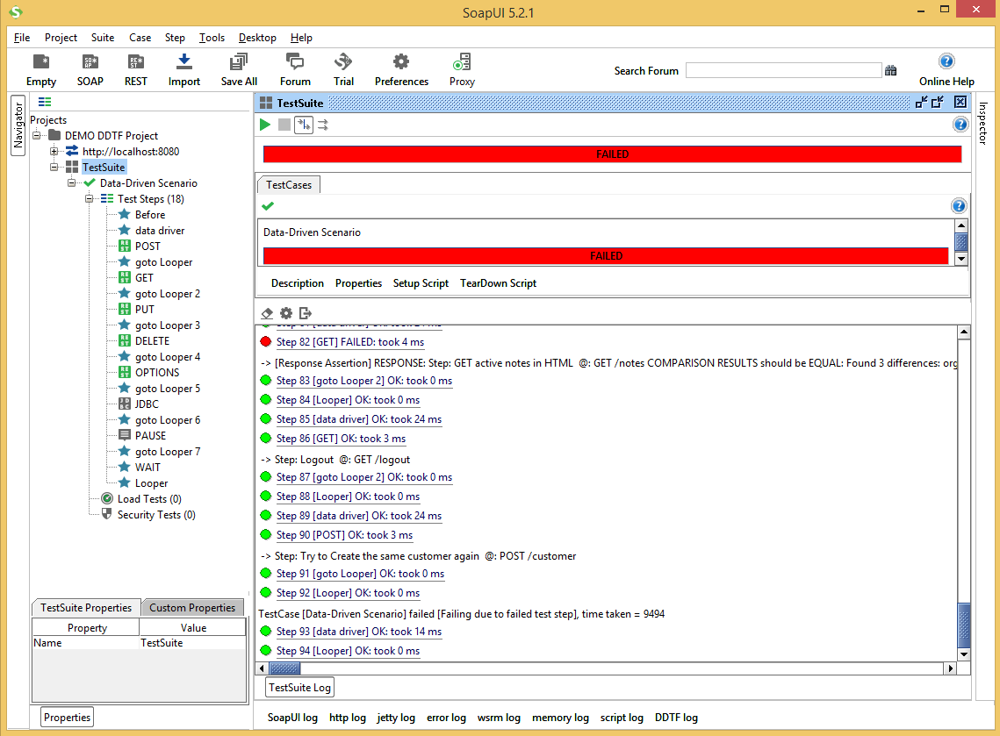 SoapUI 5.2.1
File Project Suite Case Step Tools Desktop Help
Empty SOAP REST Import Save All Forum Trial Preferences Proxy Search Forum Online Help
Navigator
Projects
DEMO DDTF Project
http://localhost:8080
TestSuite
Data-Driven Scenario
Test Steps (18)
Before
data driver
POST
goto Looper
GET
goto Looper 2
PUT
goto Looper 3
DELETE
goto Looper 4
OPTIONS
goto Looper 5
JDBC
goto Looper 6
PAUSE
goto Looper 7
WAIT
Looper
Load Tests (0)
Security Tests (0)
TestSuite Properties Custom Properties
Property Value
Name TestSuite
Properties
TestSuite
FAILED
TestCases
Data-Driven Scenario
FAILED
Description Properties Setup Script TearDown Script
Step 82 [GET] FAILED: took 4 ms
-> [Response Assertion] RESPONSE: Step: GET active notes in HTML @: GET /notes COMPARISON RESULTS should be EQUAL: Found 3 differences: org
Step 83 [goto Looper 2] OK: took 0 ms
Step 84 [Looper] OK: took 0 ms
Step 85 [data driver] OK: took 24 ms
Step 86 [GET] OK: took 3 ms
-> Step: Logout @: GET /logout
Step 87 [goto Looper 2] OK: took 0 ms
Step 88 [Looper] OK: took 0 ms
Step 89 [data driver] OK: took 24 ms
Step 90 [POST] OK: took 3 ms
-> Step: Try to Create the same customer again @: POST /customer
Step 91 [goto Looper] OK: took 0 ms
Step 92 [Looper] OK: took 0 ms
TestCase [Data-Driven Scenario] failed [Failing due to failed test step], time taken = 9494
Step 93 [data driver] OK: took 14 ms
Step 94 [Looper] OK: took 0 ms
TestSuite Log
SoapUI log http log jetty log error log wsrm log memory log script log DDTF log
Inspector